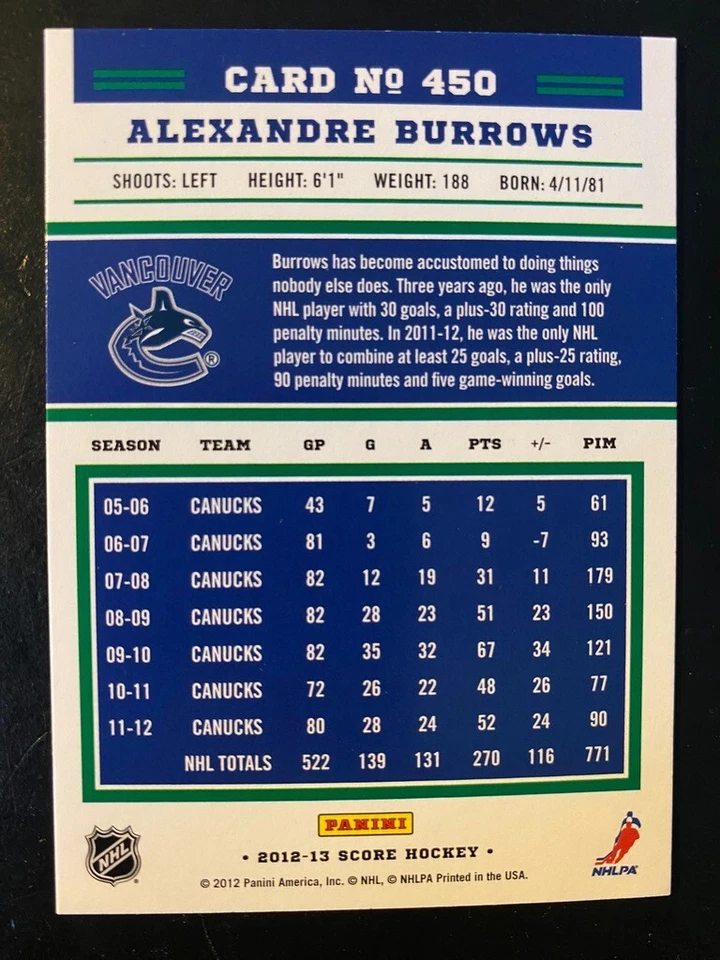 CARD Nº 450
ALEXANDRE BURROWS
SHOOTS: LEFT HEIGHT: 6'1" WEIGHT: 188 BORN: 4/11/81
VANCOUVER
®
Burrows has become accustomed to doing things
nobody else does. Three years ago, he was the only
NHL player with 30 goals, a plus-30 rating and 100
penalty minutes. In 2011-12, he was the only NHL
player to combine at least 25 goals, a plus-25 rating,
90 penalty minutes and five game-winning goals.
SEASON TEAM GP G A PTS +/- PIM
05-06 CANUCKS 43 7 5 12 5 61
06-07 CANUCKS 81 3 6 9 -7 93
07-08 CANUCKS 82 12 19 31 11 179
08-09 CANUCKS 82 28 23 51 23 150
09-10 CANUCKS 82 35 32 67 34 121
10-11 CANUCKS 72 26 22 48 26 77
11-12 CANUCKS 80 28 24 52 24 90
NHL TOTALS 522 139 131 270 116 771
PANINI
NHL
• 2012-13 SCORE HOCKEY •
NHLPA
© 2012 Panini America, Inc. © NHL, © NHLPA Printed in the USA.